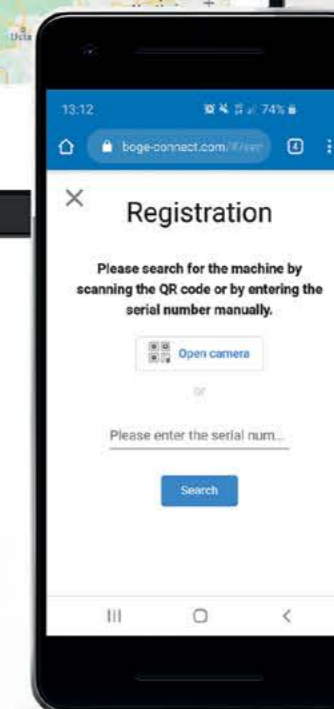 13:12
74%
boge-connect.com/
4
Registration
Please search for the machine by
scanning the QR code or by entering the
serial number manually.
Open camera
or
Please enter the serial num...
Search